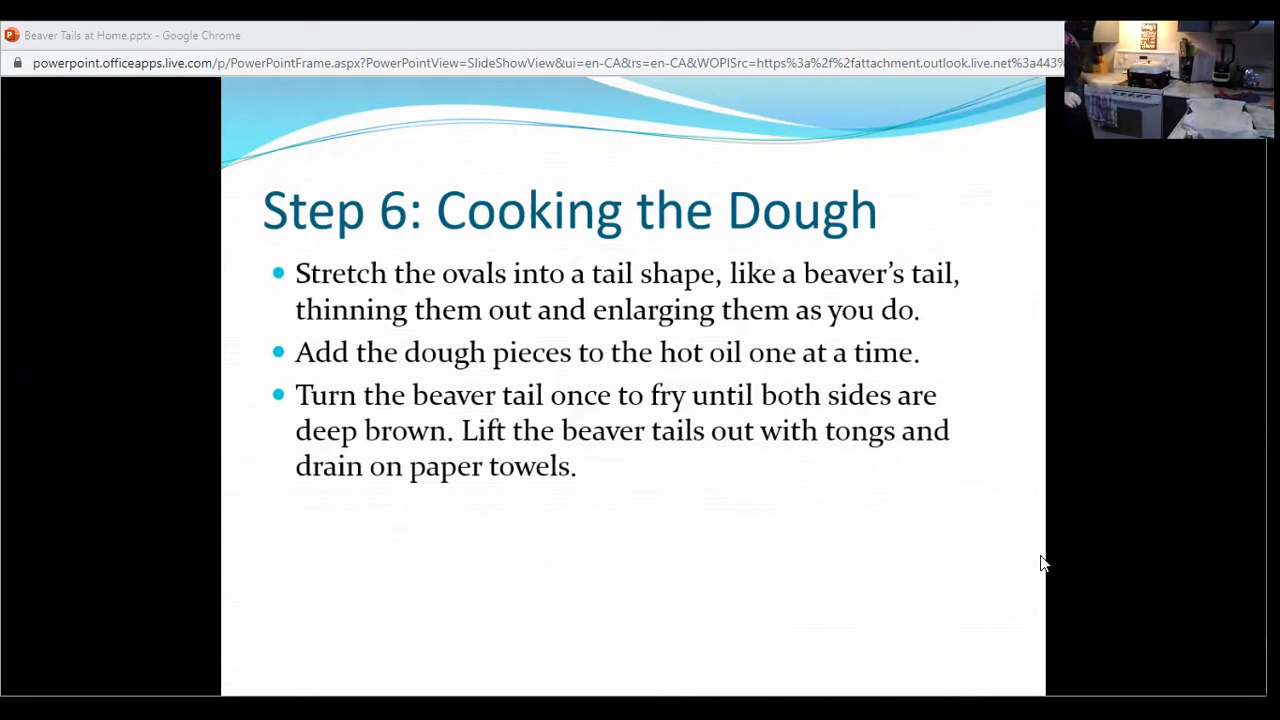 Beaver Tails at Home.pptx - Google Chrome
powerpoint.officeapps.live.com/p/PowerPointFrame.aspx?PowerPointView=SlideShowView&ui=en-CA&rs=en-CA&WOPISrc=https%3a%2f%2fattachment.outlook.live.net%3a443%
Step 6: Cooking the Dough
• Stretch the ovals into a tail shape, like a beaver’s tail,
thinning them out and enlarging them as you do.
• Add the dough pieces to the hot oil one at a time.
• Turn the beaver tail once to fry until both sides are
deep brown. Lift the beaver tails out with tongs and
drain on paper towels.